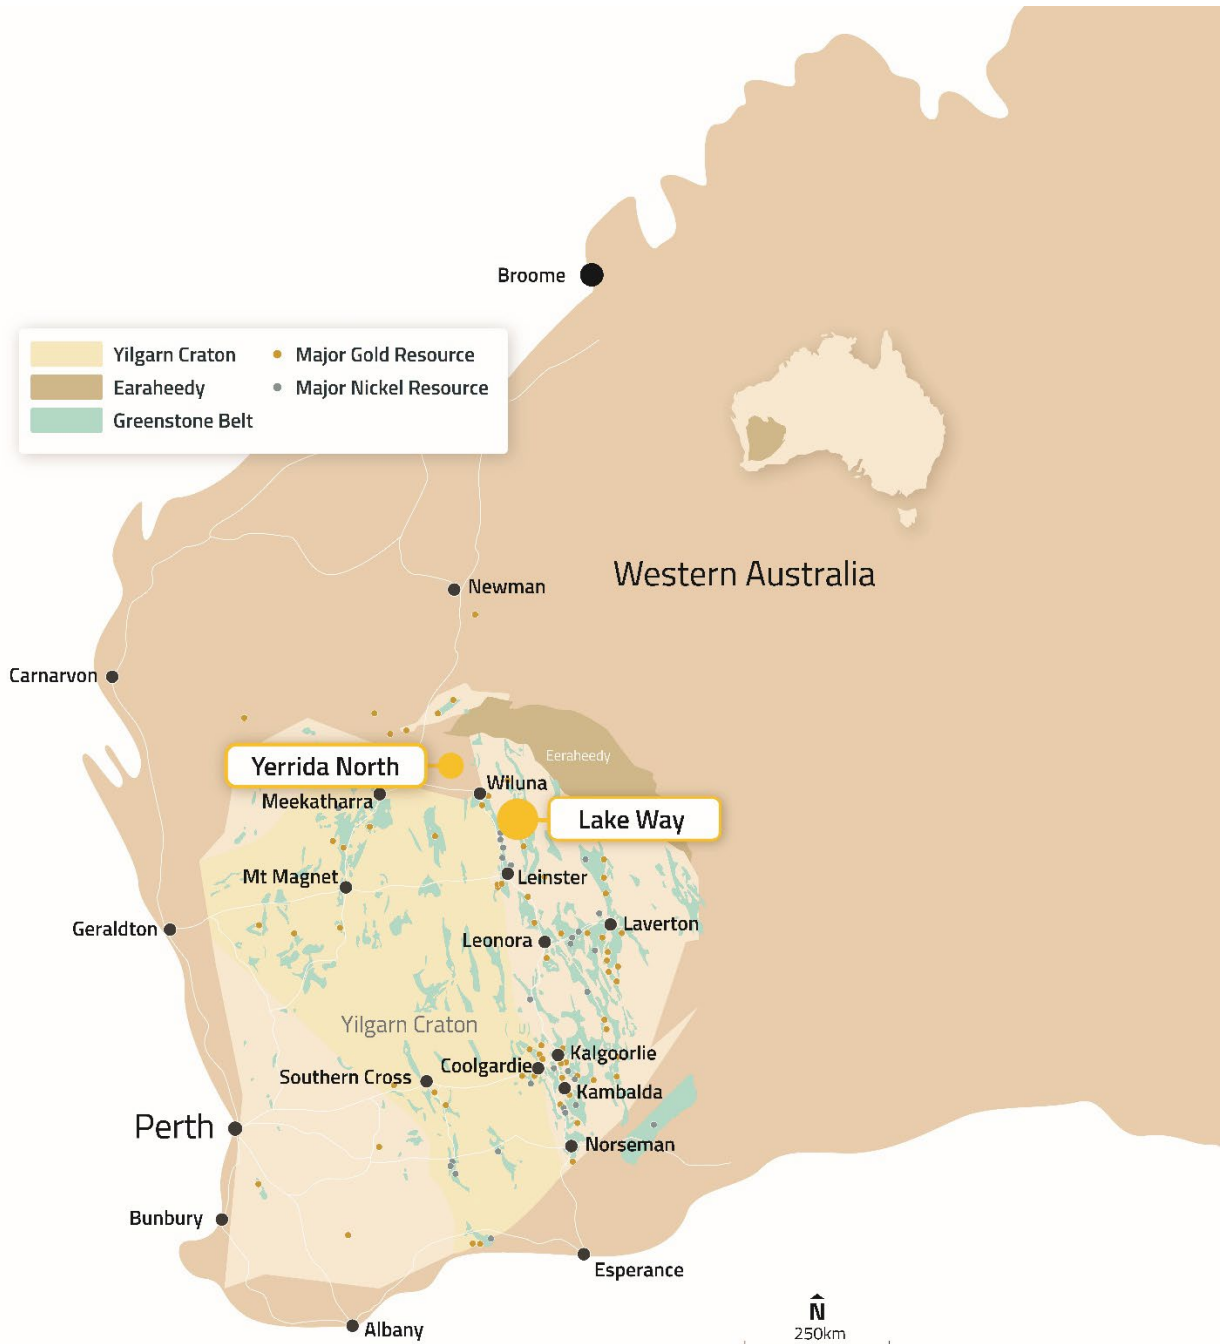 Broome
Yilgarn Craton
Major Gold Resource
Earaheedy
Major Nickel Resource
Greenstone Belt
Western Australia
Newman
Carnarvon
Eeraheedy
Yerrida North
Wiluna
Meekatharra
Lake Way
Mt Magnet
Leinster
Geraldton
Laverton
Leonora
Yilgarn Craton
Kalgoorlie
Coolgardie
Southern Cross
Kambalda
Perth
Norseman
Bunbury
Esperance
N
Albany
250km